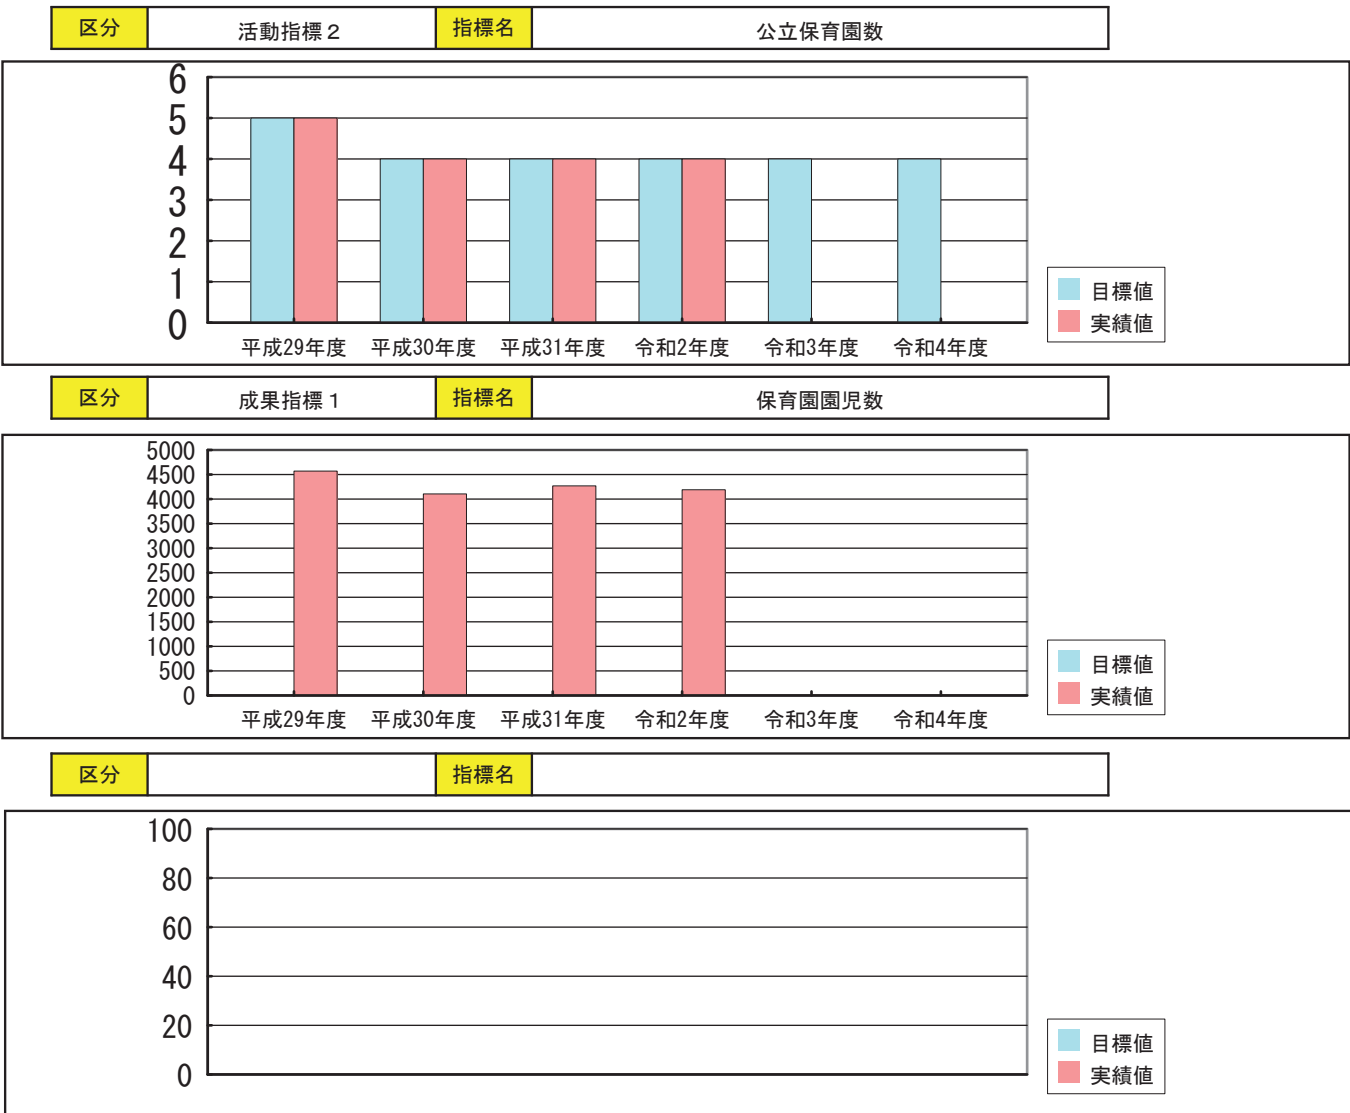 区分 活動指標２ 指標名 公立保育園数
6
5
4
3
2
1
0
平成29年度 平成30年度 平成31年度 令和2年度 令和3年度 令和4年度
目標値
実績値
区分 成果指標１ 指標名 保育園園児数
5000
4500
4000
3500
3000
2500
2000
1500
1000
500
0
平成29年度 平成30年度 平成31年度 令和2年度 令和3年度 令和4年度
目標値
実績値
区分 指標名
100
80
60
40
20
0
目標値
実績値